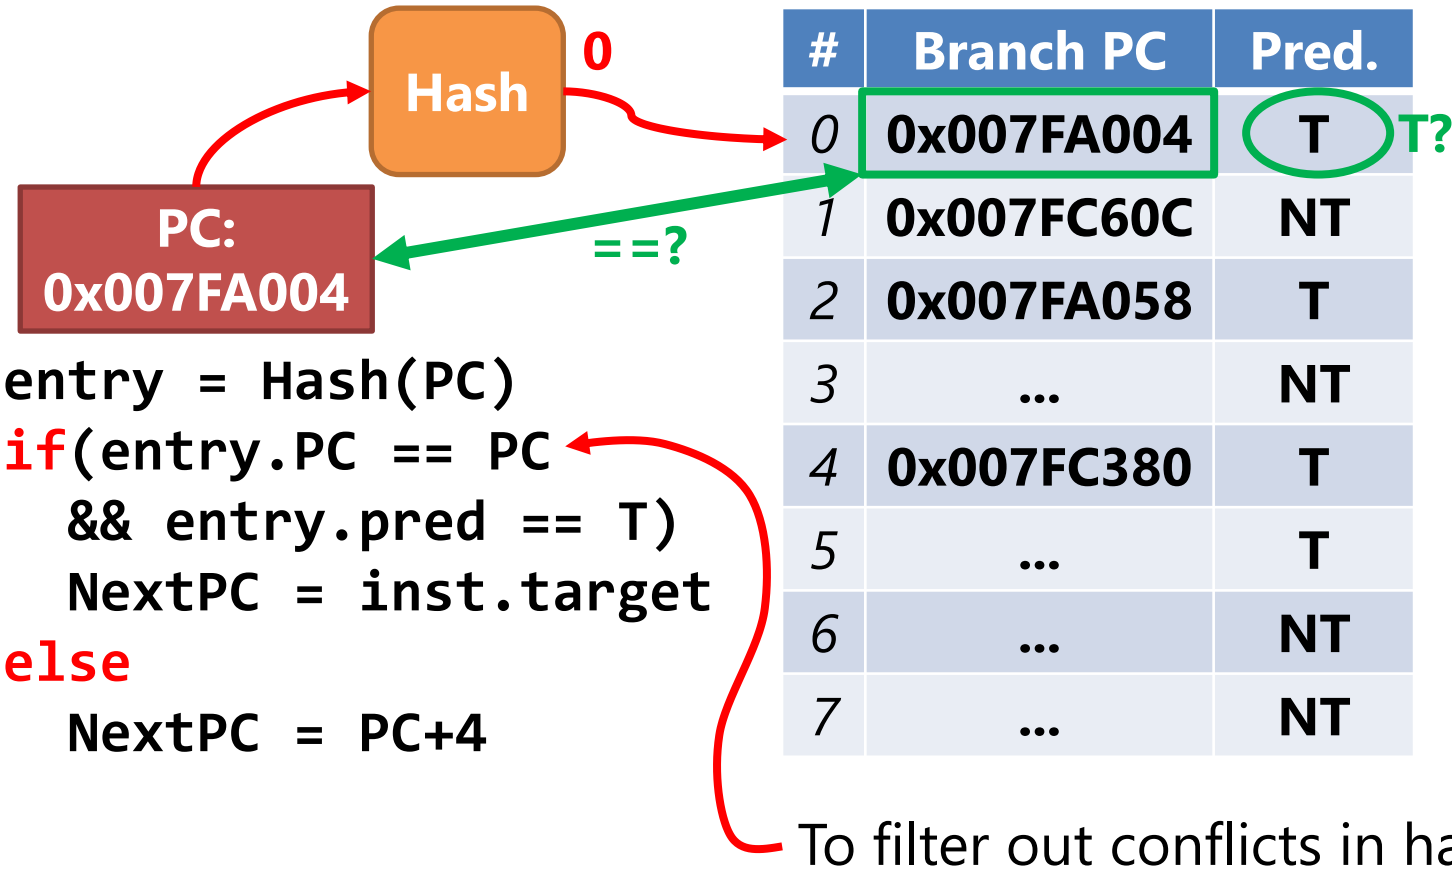 Hash
0
PC:
0x007FA004
==?
# Branch PC Pred.
0 0x007FA004 T T?
1 0x007FC60C NT
2 0x007FA058 T
3 ... NT
4 0x007FC380 T
5 ... T
6 ... NT
7 ... NT
entry = Hash(PC)
if(entry.PC == PC
&& entry.pred == T)
NextPC = inst.target
else
NextPC = PC+4
To filter out conflicts in